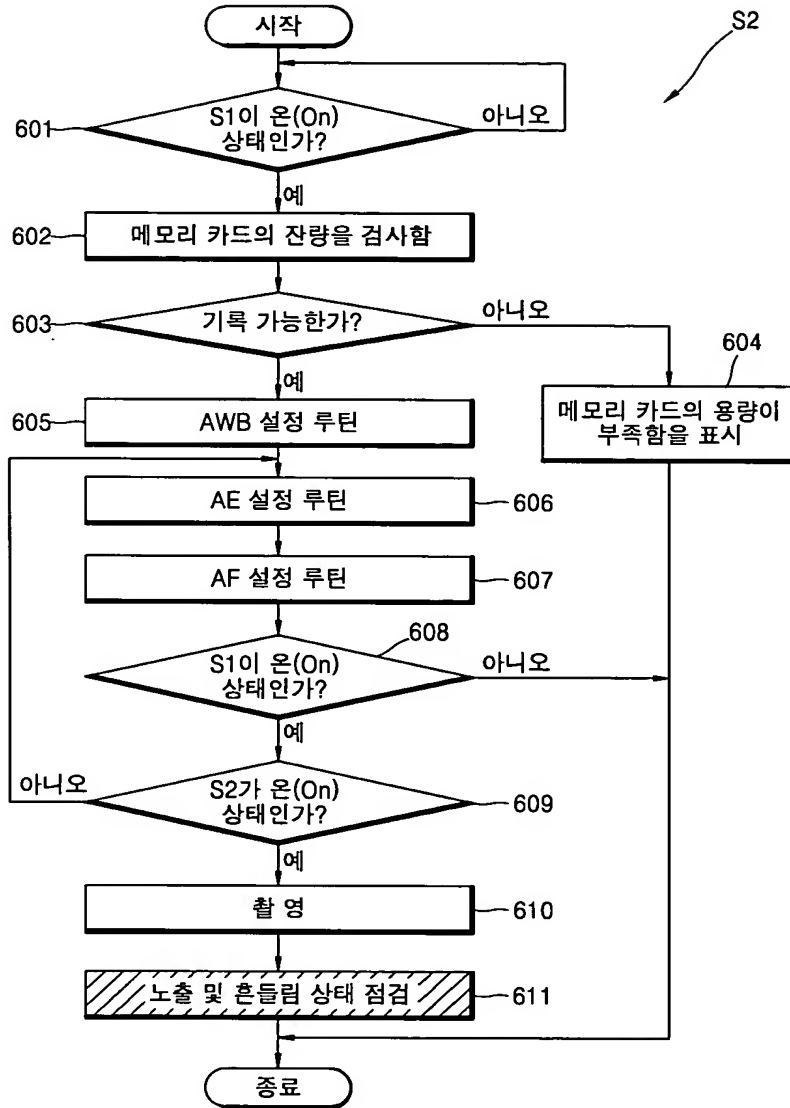 시작
S2
S1이 온(On)
상태인가?
아니오
601
예
602
메모리 카드의 잔량을 검사함
603
기록 가능한가?
아니오
예
604
메모리 카드의 용량이
부족함을 표시
605
AWB 설정 루틴
AE 설정 루틴
606
AF 설정 루틴
607
608
S1이 온(On)
상태인가?
아니오
예
아니오
S2가 온(On)
상태인가?
609
예
촬 영
610
노출 및 흔들림 상태 점검
611
종료